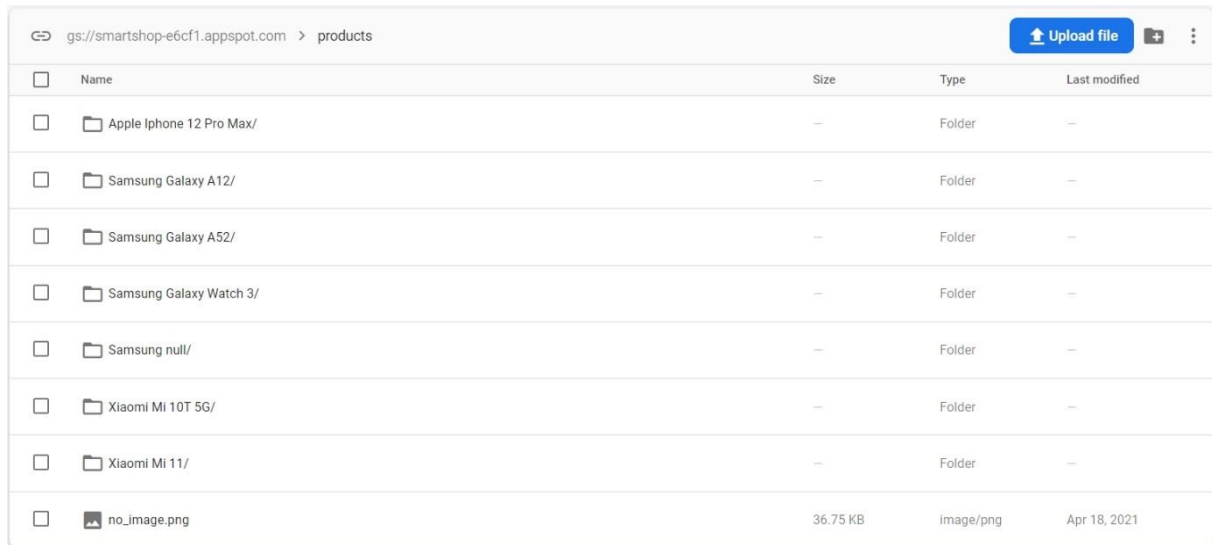 gs://smartshop-e6cf1.appspot.com > products Upload file
Name Size Type Last modified
Apple Iphone 12 Pro Max/ — Folder —
Samsung Galaxy A12/ — Folder —
Samsung Galaxy A52/ — Folder —
Samsung Galaxy Watch 3/ — Folder —
Samsung null/ — Folder —
Xiaomi Mi 10T 5G/ — Folder —
Xiaomi Mi 11/ — Folder —
no_image.png 36.75 KB image/png Apr 18, 2021